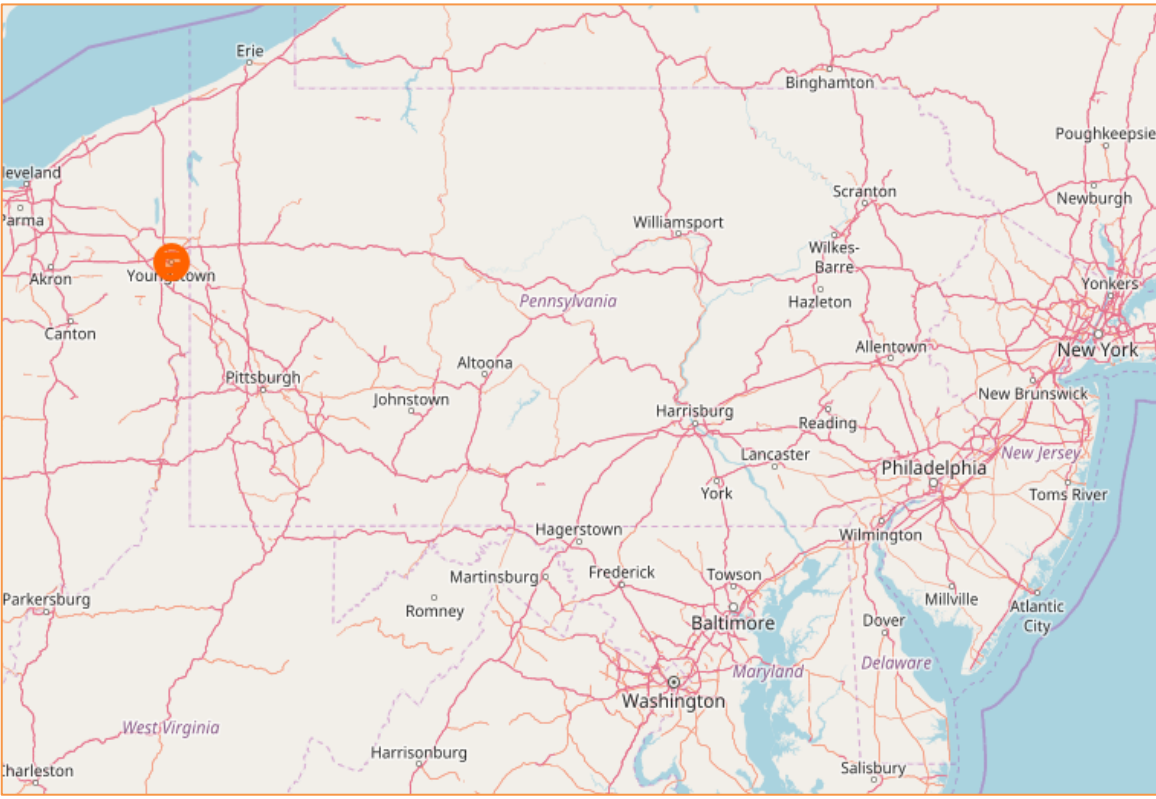 Erie
Binghamton
Poughkeepsie
leveland
Scranton
Newburgh
Parma
Williamsport
Wilkes-
Barre
Akron
Youngstown
Yonkers
Pennsylvania
Hazleton
Canton
Allentown
New York
Altoona
Pittsburgh
New Brunswick
Johnstown
Harrisburg
Reading
Lancaster
New Jersey
Philadelphia
York
Toms River
Hagerstown
Wilmington
Martinsburg
Frederick
Towson
Parkersburg
Romney
Millville
Atlantic
City
Baltimore
Dover
Maryland
Delaware
Washington
West Virginia
Harrisonburg
Charleston
Salisbury